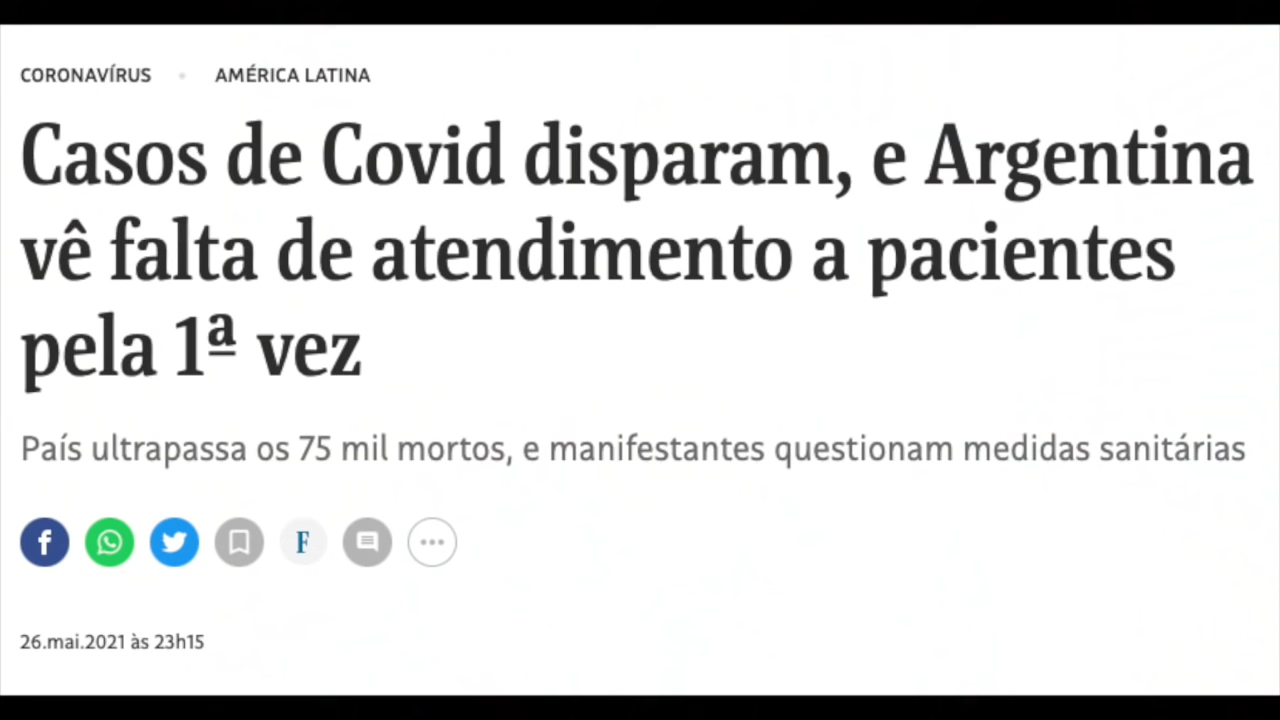 CORONAVÍRUS • AMÉRICA LATINA
Casos de Covid disparam, e Argentina
vê falta de atendimento a pacientes
pela 1ª vez
País ultrapassa os 75 mil mortos, e manifestantes questionam medidas sanitárias
f F
26.mai.2021 às 23h15